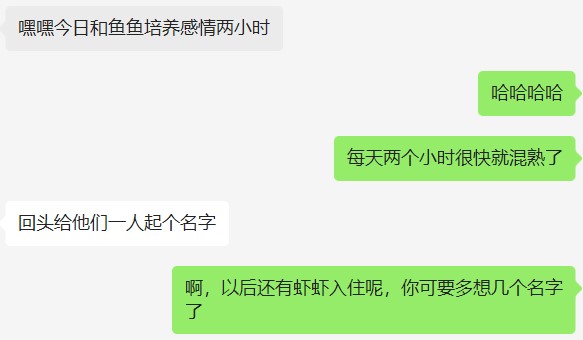 嘿嘿今日和鱼鱼培养感情两小时
哈哈哈哈
每天两个小时很快就混熟了
回头给他们一人起个名字
啊，以后还有虾虾入住呢，你可要多想几个名字
了